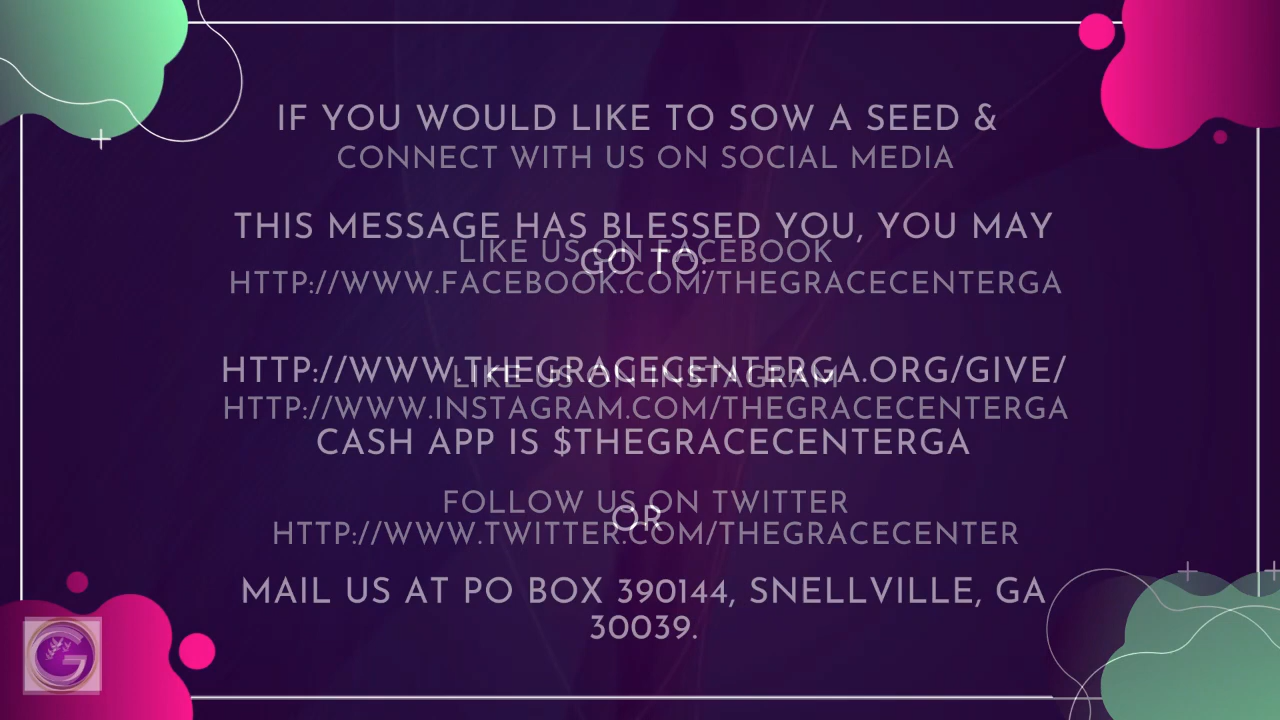 IF YOU WOULD LIKE TO SOW A SEED &
CONNECT WITH US ON SOCIAL MEDIA
THIS MESSAGE HAS BLESSED YOU, YOU MAY
LIKE US ON FACEBOOK
GO TO:
HTTP://WWW.FACEBOOK.COM/THEGRACECENTERGA
HTTP://WWW.THEGRACECENTERGA.ORG/GIVE/
LIKE US ON INSTAGRAM
HTTP://WWW.INSTAGRAM.COM/THEGRACECENTERGA
CASH APP IS $THEGRACECENTERGA
FOLLOW US ON TWITTER
OR
HTTP://WWW.TWITTER.COM/THEGRACECENTER
MAIL US AT PO BOX 390144, SNELLVILLE, GA
30039.
G